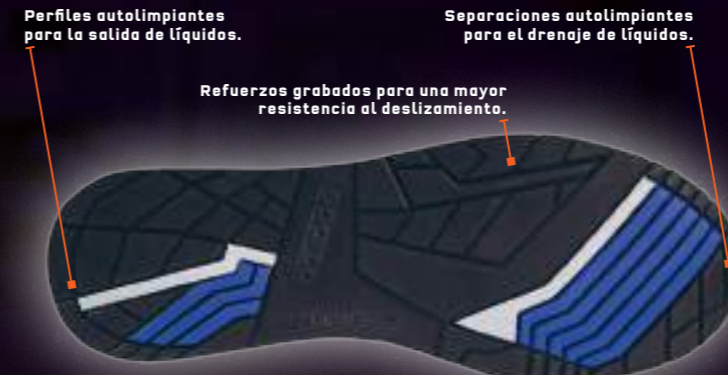 Perfiles autolimpiantes
para la salida de líquidos.
Separaciones autolimpiantes
para el drenaje de líquidos.
Refuerzos grabados para una mayor
resistencia al deslizamiento.